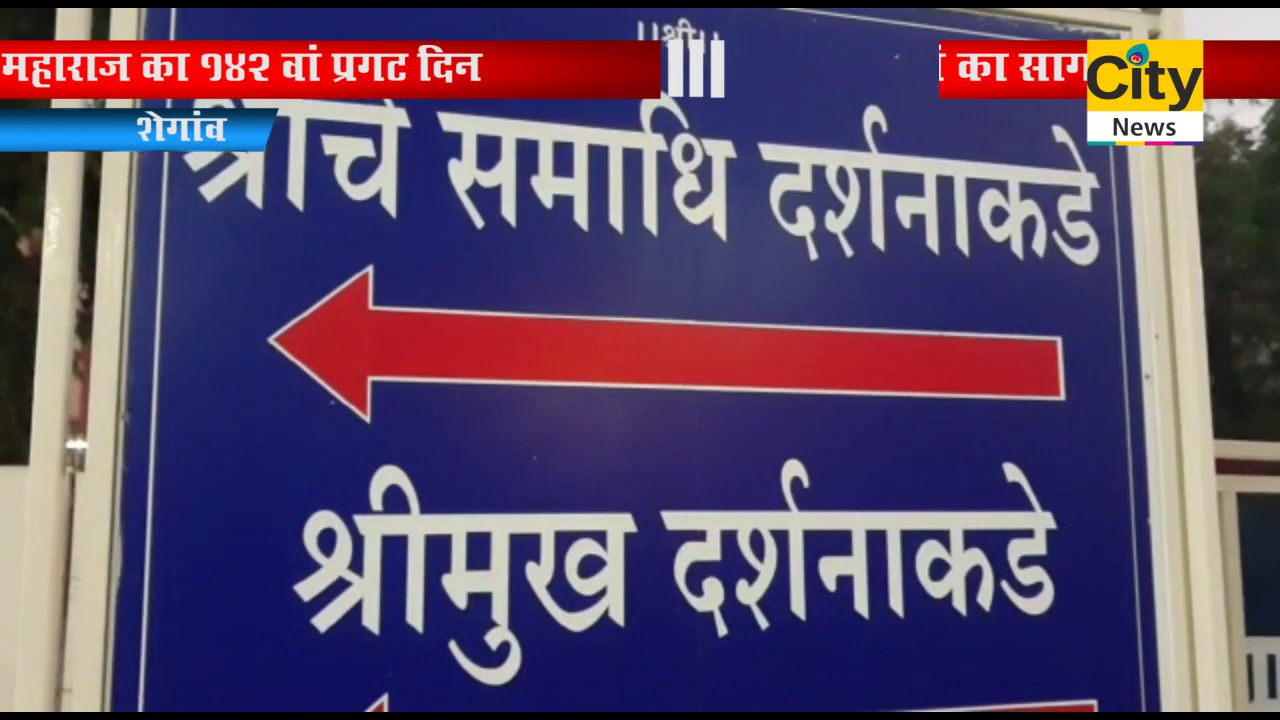 ॥श्री॥
महाराज का १४२ वां प्रगट दिन
का साग
City
News
शेगांव
श्रींचे समाधि दर्शनाकडे
श्रीमुख दर्शनाकडे